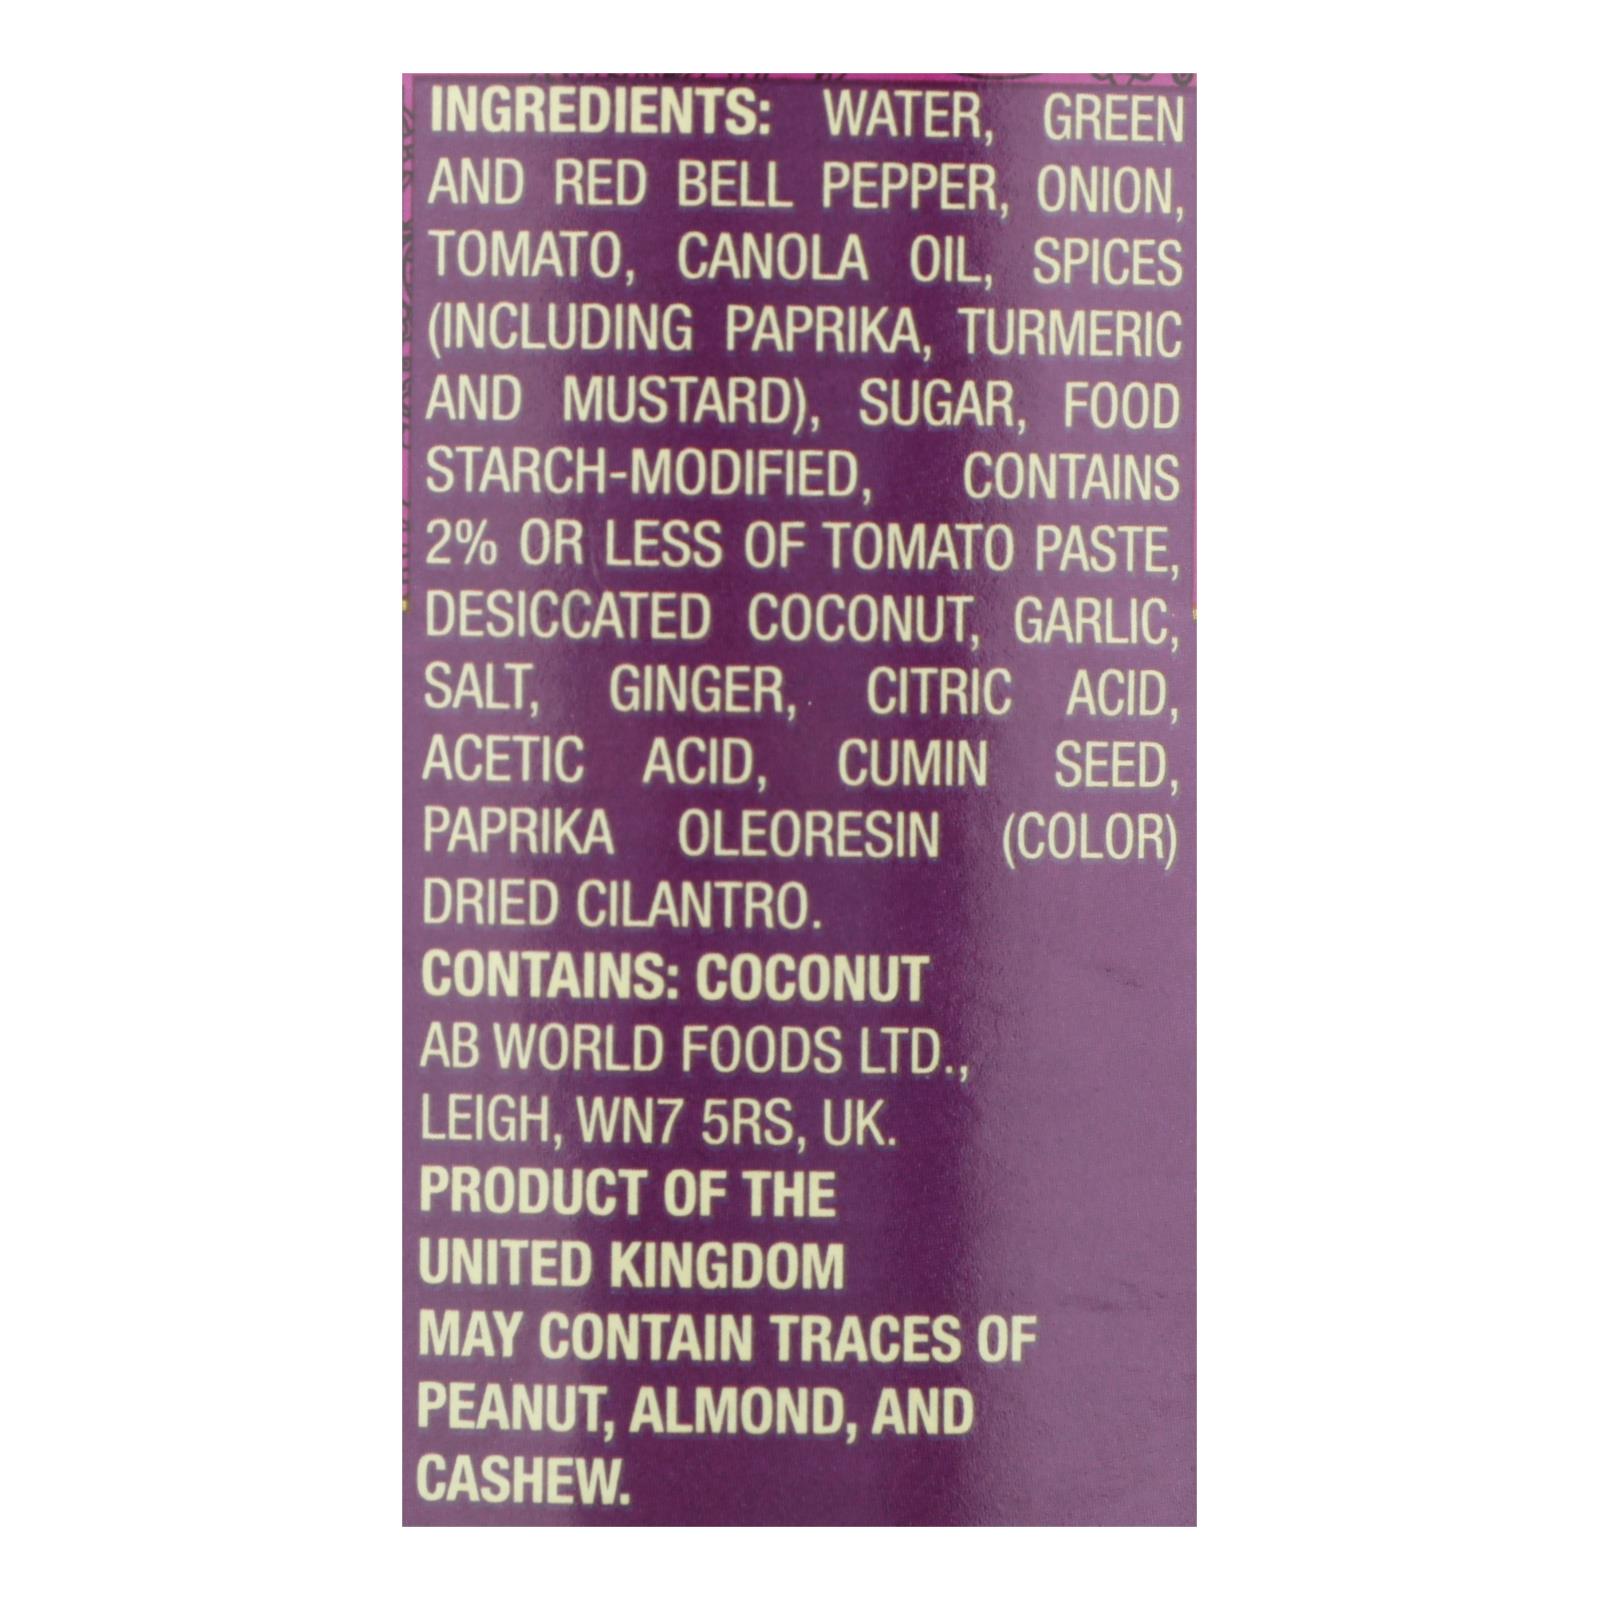 INGREDIENTS: WATER, GREEN
AND RED BELL PEPPER, ONION,
TOMATO, CANOLA OIL, SPICES
(INCLUDING PAPRIKA, TURMERIC
AND MUSTARD), SUGAR, FOOD
STARCH-MODIFIED, CONTAINS
2% OR LESS OF TOMATO PASTE,
DESICCATED COCONUT, GARLIC,
SALT, GINGER, CITRIC ACID,
ACETIC ACID, CUMIN SEED,
PAPRIKA OLEORESIN (COLOR)
DRIED CILANTRO.
CONTAINS: COCONUT
AB WORLD FOODS LTD.,
LEIGH, WN7 5RS, UK.
PRODUCT OF THE
UNITED KINGDOM
MAY CONTAIN TRACES OF
PEANUT, ALMOND, AND
CASHEW.